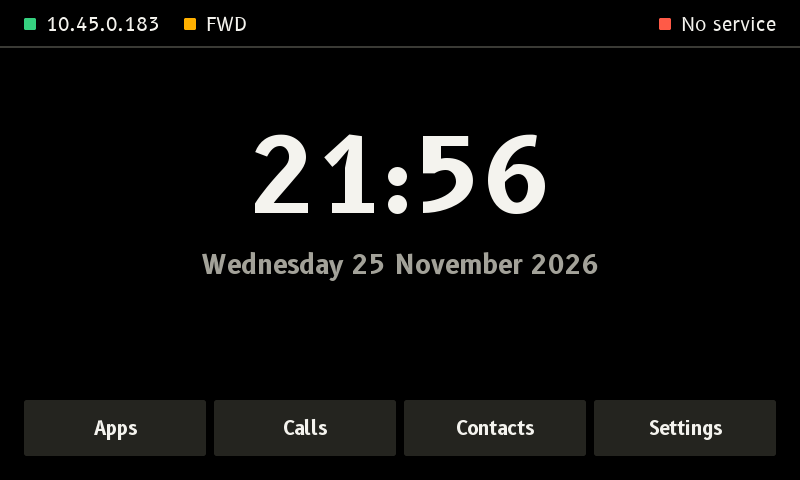 10.45.0.183 FWD No service
21:56
Wednesday 25 November 2026
Apps Calls Contacts Settings